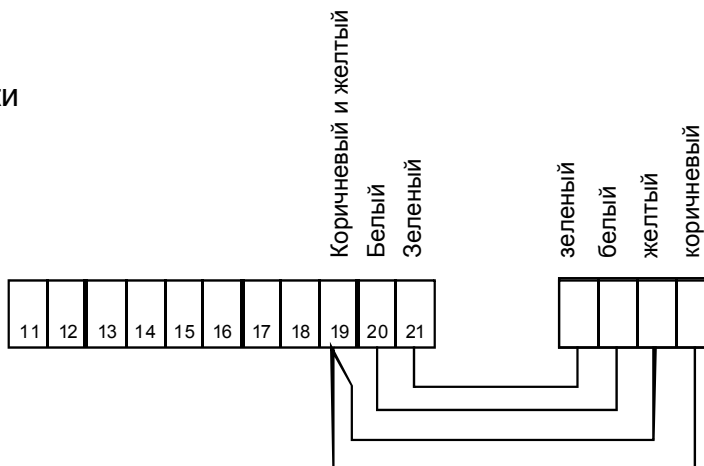 ки
Коричневый и желтый
Белый
Зеленый
зеленый
белый
желтый
коричневый
11 12 13 14 15 16 17 18 19 20 21